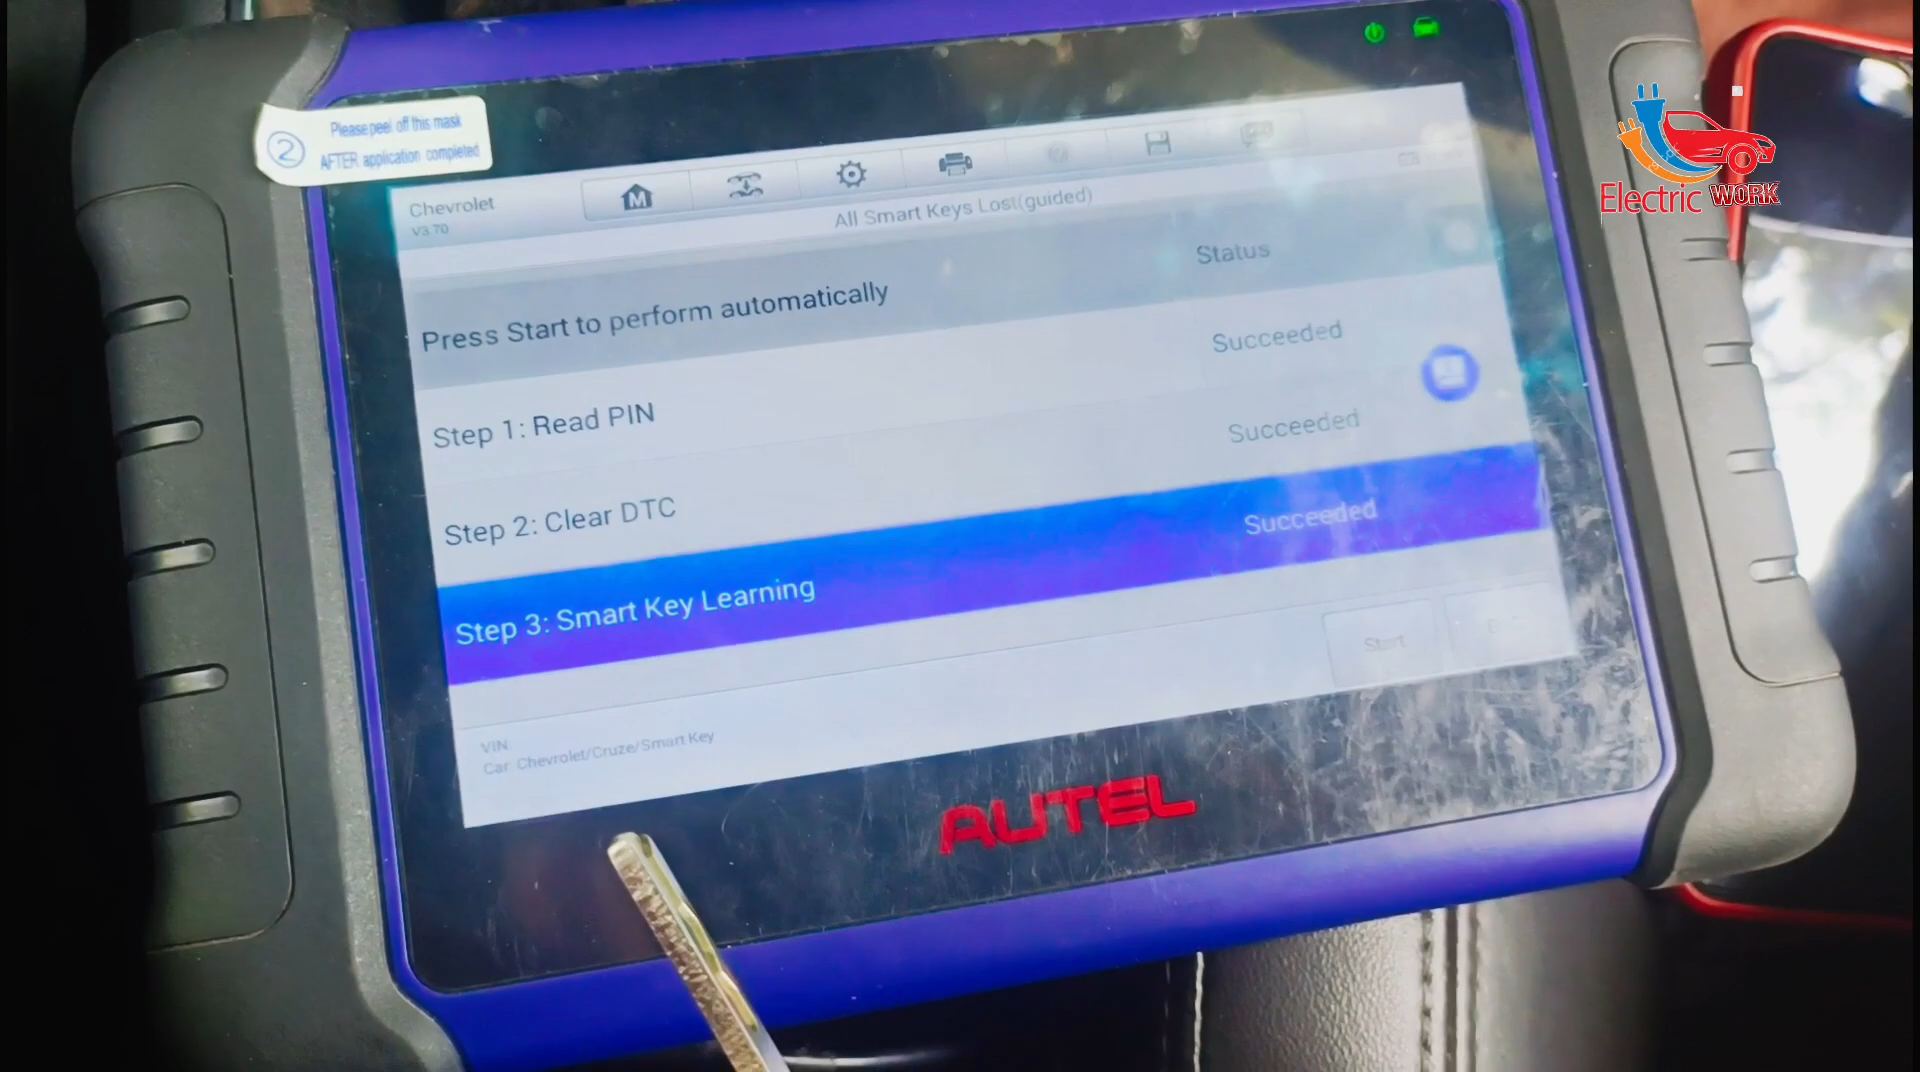 2
Please peel off this mask
AFTER application completed
Electric WORK
Chevrolet
V3.70
M
All Smart Keys Lost(guided)
Press Start to perform automatically
Status
Step 1: Read PIN
Succeeded
Step 2: Clear DTC
Succeeded
Step 3: Smart Key Learning
Succeeded
Start
VIN:
Car: Chevrolet/Cruze/Smart Key
AUTEL